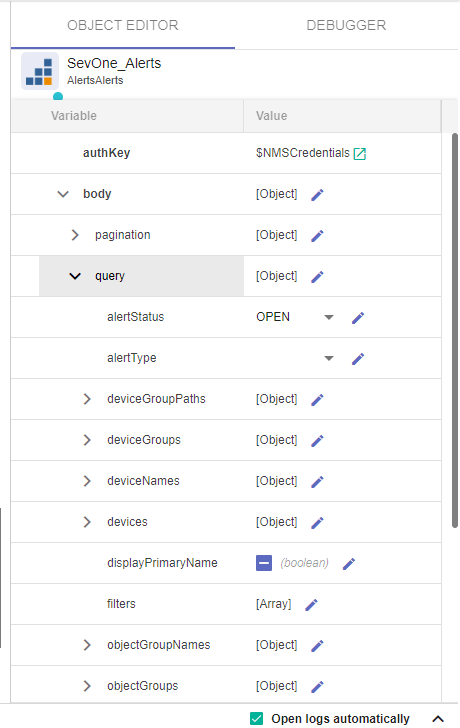 OBJECT EDITOR DEBUGGER
SevOne_Alerts
AlertsAlerts
Variable Value
authKey $NMSCredentials
body [Object]
pagination [Object]
query [Object]
alertStatus OPEN
alertType
deviceGroupPaths [Object]
deviceGroups [Object]
deviceNames [Object]
devices [Object]
displayPrimaryName (boolean)
filters [Array]
objectGroupNames [Object]
objectGroups [Object]
Open logs automatically